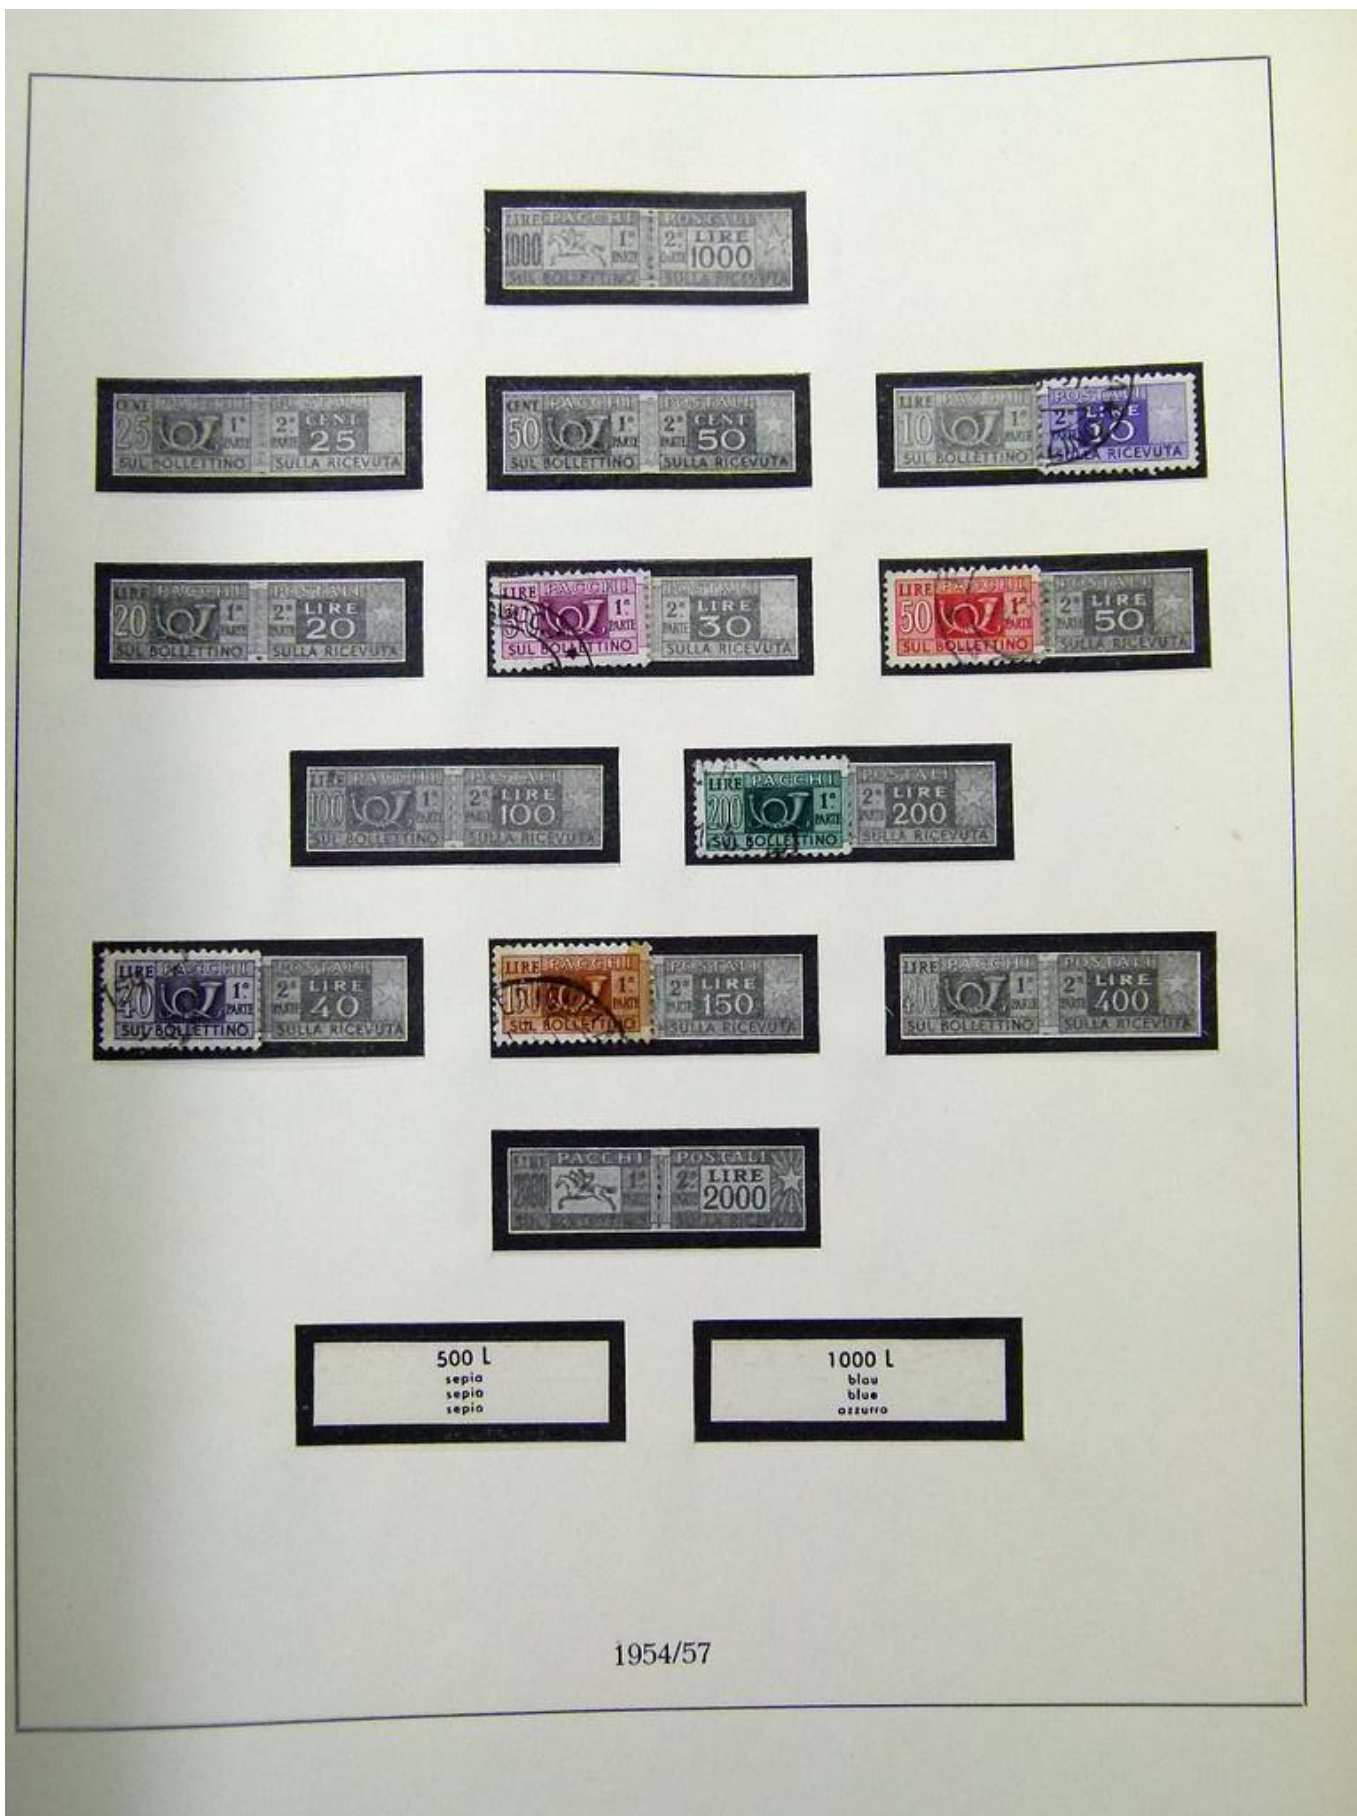 LIRE PACCHI POSTALI
1000 1ª PARTE 2ª PARTE LIRE 1000
SUL BOLLETTINO SULLA RICEVUTA
CENT PACCHI POSTALI
25 1ª PARTE 2ª PARTE CENT 25
SUL BOLLETTINO SULLA RICEVUTA
CENT PACCHI POSTALI
50 1ª PARTE 2ª PARTE CENT 50
SUL BOLLETTINO SULLA RICEVUTA
LIRE PACCHI POSTALI
10 1ª 2ª LIRE 10
SUL BOLLETTINO SULLA RICEVUTA
LIRE PACCHI POSTALI
20 1ª PARTE 2ª PARTE LIRE 20
SUL BOLLETTINO SULLA RICEVUTA
LIRE PACCHI POSTALI
30 1ª PARTE 2ª PARTE LIRE 30
SUL BOLLETTINO SULLA RICEVUTA
LIRE PACCHI POSTALI
50 1ª PARTE 2ª PARTE LIRE 50
SUL BOLLETTINO SULLA RICEVUTA
LIRE PACCHI POSTALI
100 1ª PARTE 2ª PARTE LIRE 100
SUL BOLLETTINO SULLA RICEVUTA
LIRE PACCHI POSTALI
200 1ª PARTE 2ª PARTE LIRE 200
SUL BOLLETTINO SULLA RICEVUTA
LIRE PACCHI POSTALI
40 1ª PARTE 2ª PARTE LIRE 40
SUL BOLLETTINO SULLA RICEVUTA
LIRE PACCHI POSTALI
150 1ª PARTE 2ª PARTE LIRE 150
SUL BOLLETTINO SULLA RICEVUTA
LIRE PACCHI POSTALI
400 1ª PARTE 2ª PARTE LIRE 400
SUL BOLLETTINO SULLA RICEVUTA
LIRE PACCHI POSTALI
2000 1ª 2ª LIRE 2000
500 L
sepia
sepia
sepia
1000 L
blau
blue
azzurro
1954/57